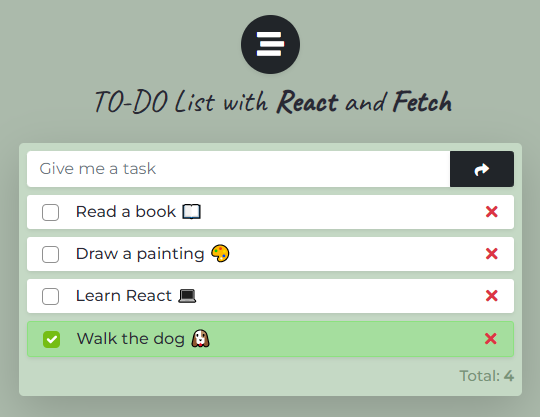 TO-DO List with React and Fetch
Give me a task
Read a book 📖
Draw a painting 🎨
Learn React 💻
Walk the dog 🐶
Total: 4